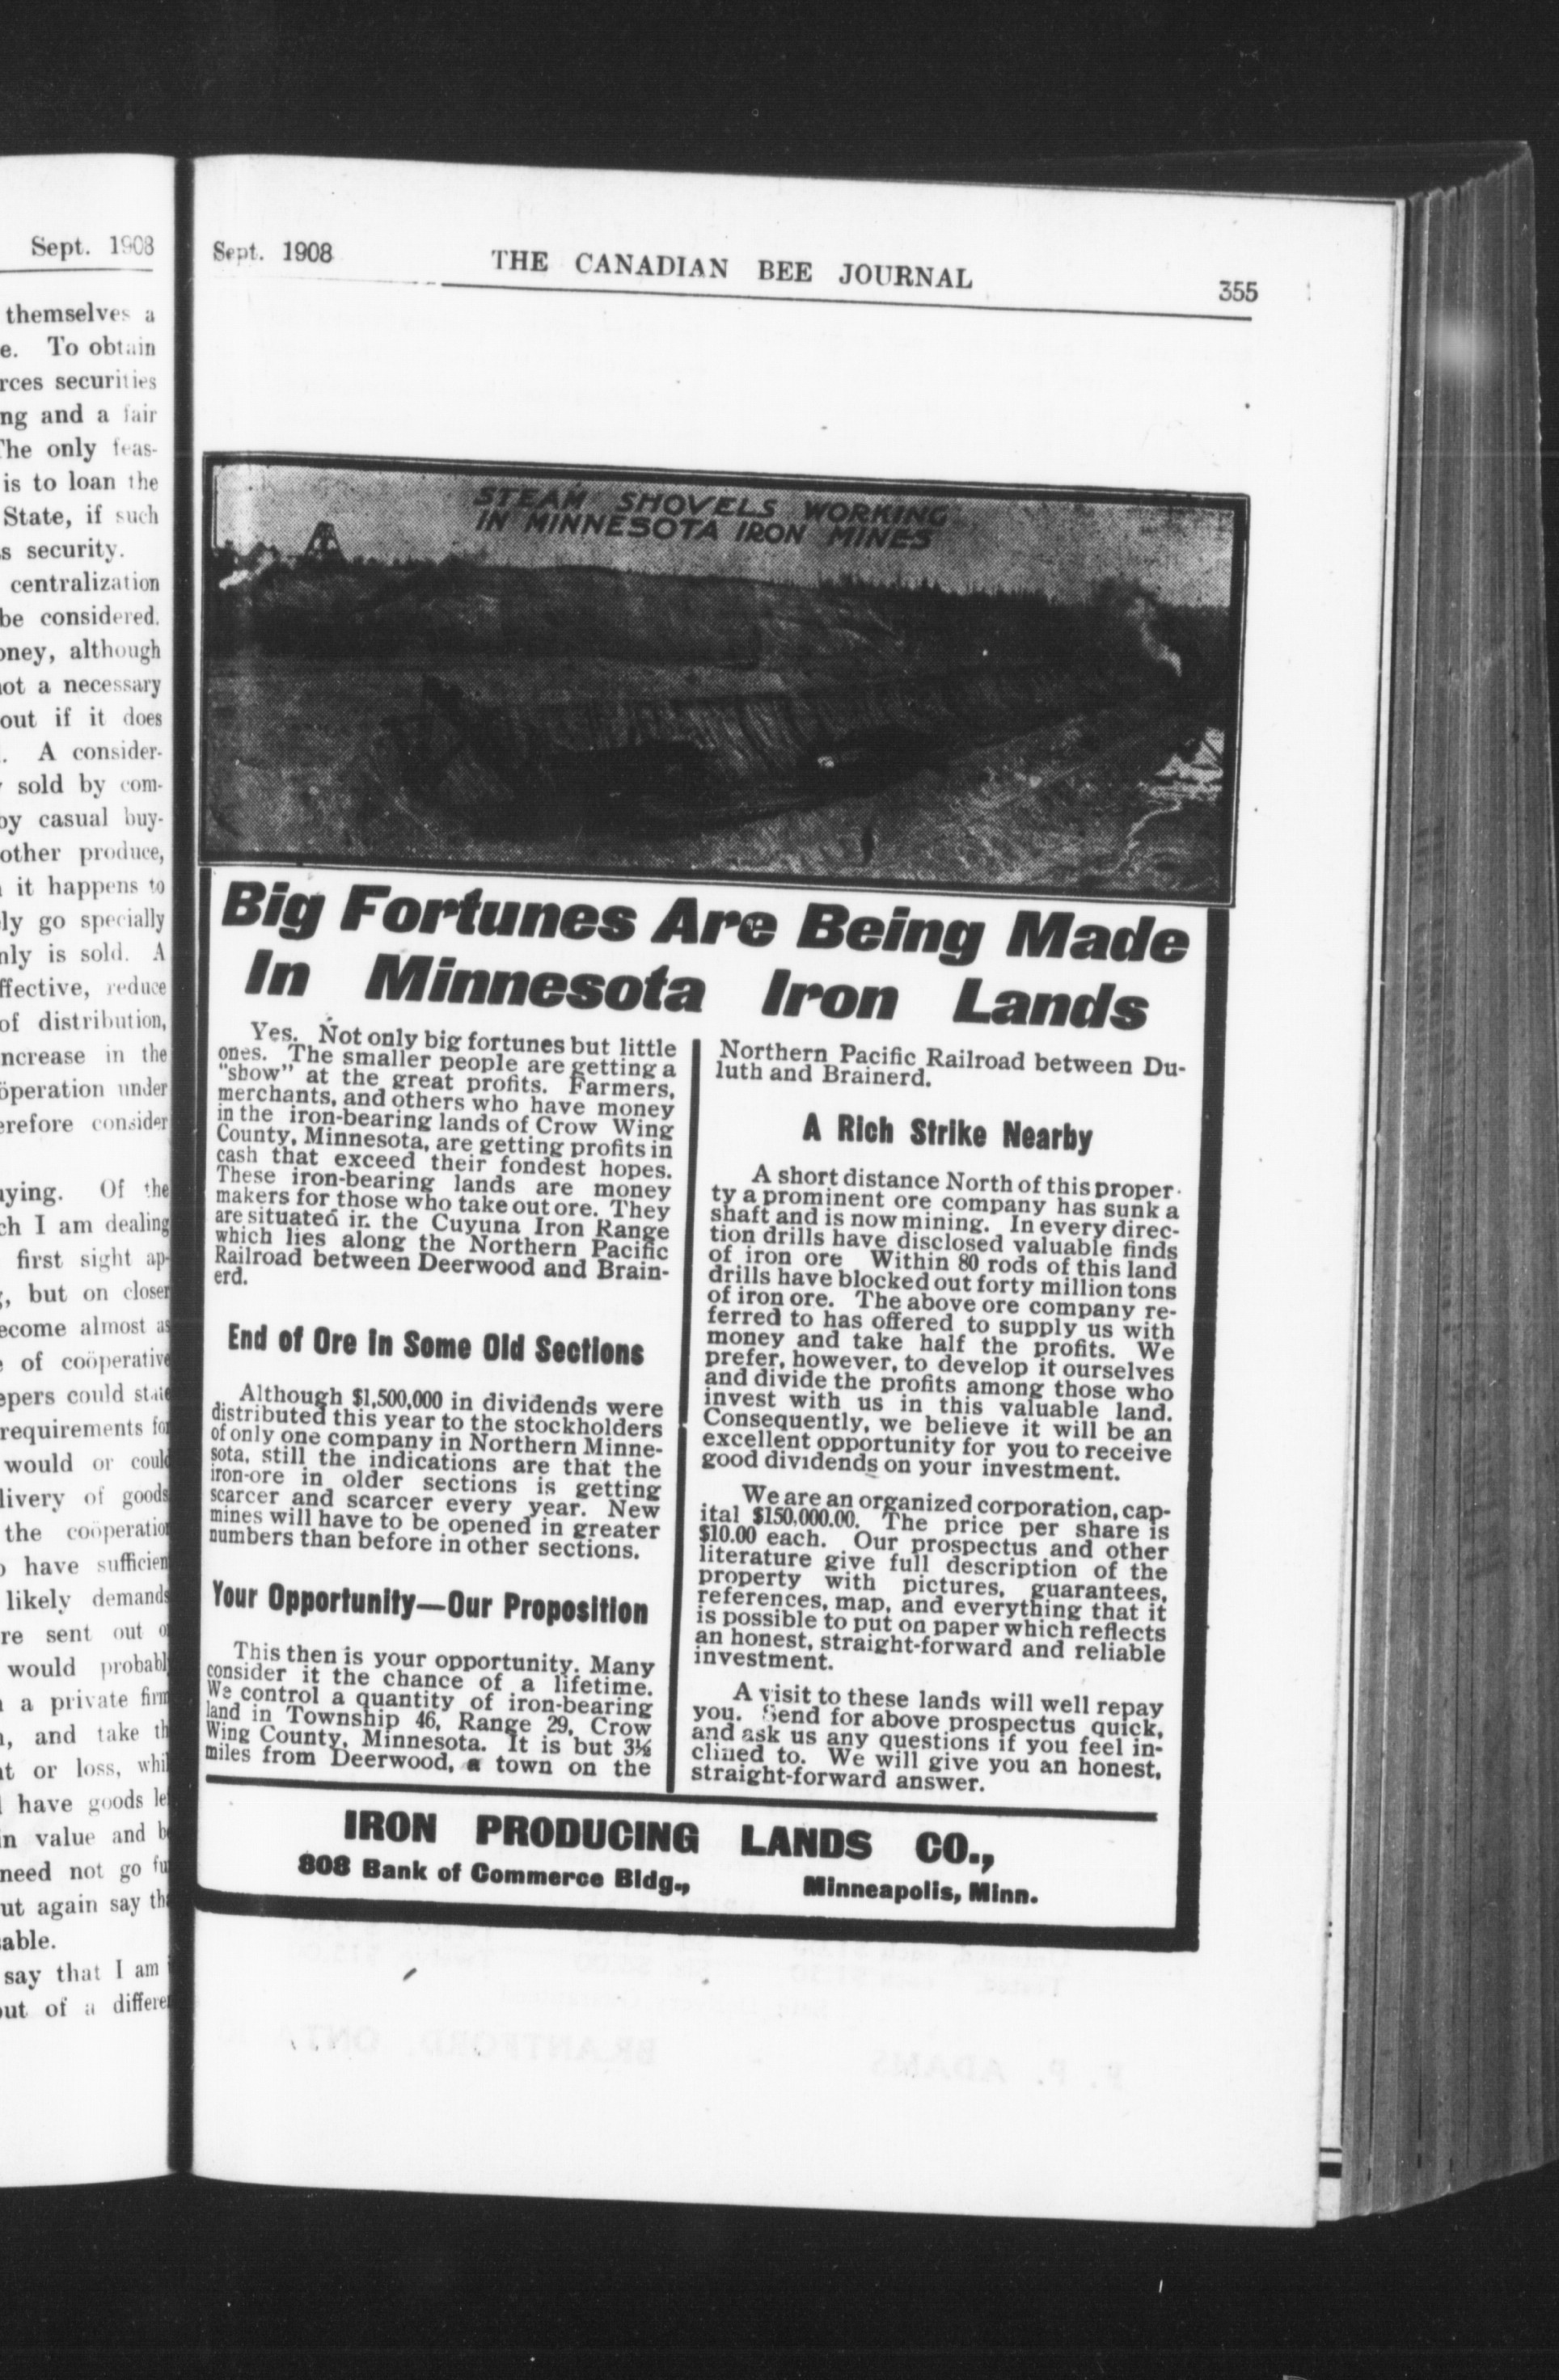 Sept. 1908
themselves a
e. To obtain
rces securities
ng and a fair
The only feas-
is to loan the
State, if such
s security.
centralization
be considered.
oney, although
not a necessary
out if it does
. A consider-
sold by com-
by casual buy-
other produce,
it happens to
ly go specially
nly is sold. A
ffective, reduce
of distribution,
increase in the
öperation under
erefore consider
ying. Of the
ch I am dealing
first sight ap-
, but on closer
ecome almost as
of coöperative
epers could state
requirements for
would or could
livery of goods
the coöperation
have sufficien
likely demands
re sent out o
would probabl
a private firm
, and take th
t or loss, whil
have goods le
in value and b
need not go fu
ut again say tha
able.
say that I am
out of a differe
Sept. 1908 THE CANADIAN BEE JOURNAL 355
STEAM SHOVELS WORKING
IN MINNESOTA IRON MINES
Big Fortunes Are Being Made
In Minnesota Iron Lands
Yes. Not only big fortunes but little
ones. The smaller people are getting a
"show" at the great profits. Farmers,
merchants, and others who have money
in the iron-bearing lands of Crow Wing
County, Minnesota, are getting profits in
cash that exceed their fondest hopes.
These iron-bearing lands are money
makers for those who take out ore. They
are situated in the Cuyuna Iron Range
which lies along the Northern Pacific
Railroad between Deerwood and Brain-
erd.
End of Ore in Some Old Sections
Although $1,500,000 in dividends were
distributed this year to the stockholders
of only one company in Northern Minne-
sota, still the indications are that the
iron-ore in older sections is getting
scarcer and scarcer every year. New
mines will have to be opened in greater
numbers than before in other sections.
Your Opportunity—Our Proposition
This then is your opportunity. Many
consider it the chance of a lifetime.
We control a quantity of iron-bearing
land in Township 46, Range 29, Crow
Wing County, Minnesota. It is but 3½
miles from Deerwood, a town on the
Northern Pacific Railroad between Du-
luth and Brainerd.
A Rich Strike Nearby
A short distance North of this proper-
ty a prominent ore company has sunk a
shaft and is now mining. In every direc-
tion drills have disclosed valuable finds
of iron ore Within 80 rods of this land
drills have blocked out forty million tons
of iron ore. The above ore company re-
ferred to has offered to supply us with
money and take half the profits. We
prefer, however, to develop it ourselves
and divide the profits among those who
invest with us in this valuable land.
Consequently, we believe it will be an
excellent opportunity for you to receive
good dividends on your investment.
We are an organized corporation, cap-
ital $150,000.00. The price per share is
$10.00 each. Our prospectus and other
literature give full description of the
property with pictures, guarantees,
references, map, and everything that it
is possible to put on paper which reflects
an honest, straight-forward and reliable
investment.
A visit to these lands will well repay
you. Send for above prospectus quick,
and ask us any questions if you feel in-
clined to. We will give you an honest,
straight-forward answer.
IRON PRODUCING LANDS CO.,
808 Bank of Commerce Bldg., Minneapolis, Minn.